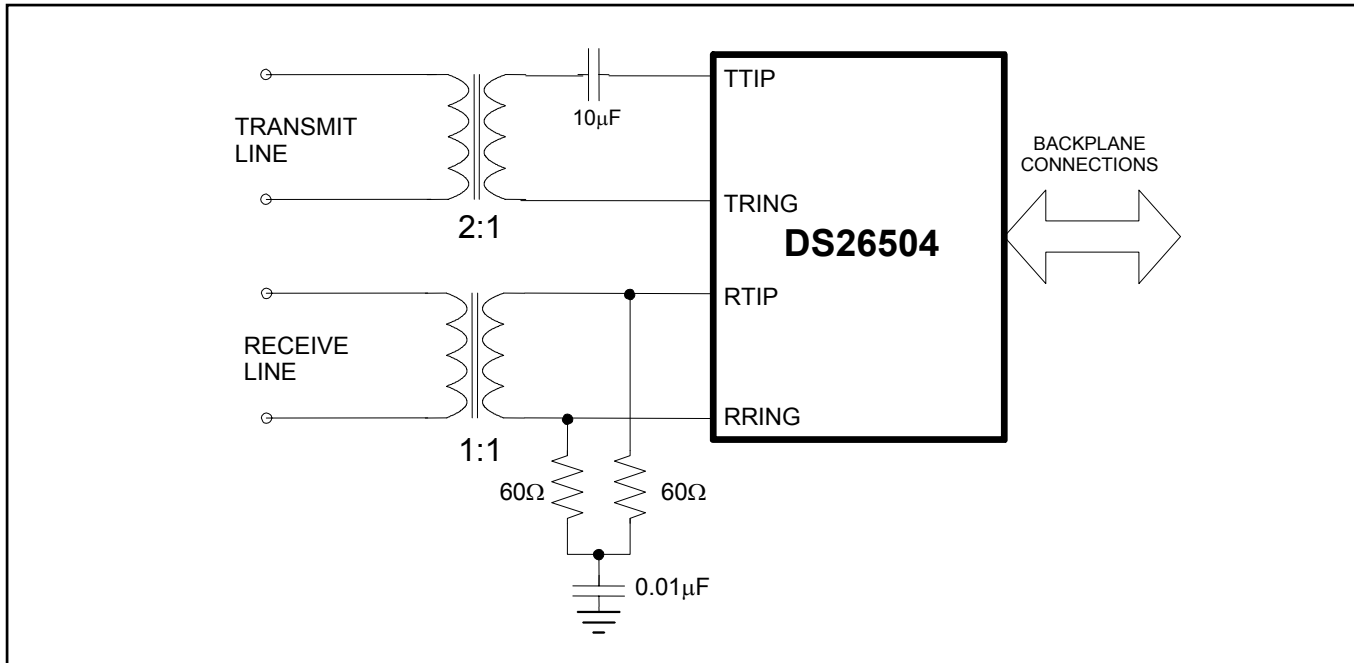 TTIP
10μF
TRANSMIT
LINE
BACKPLANE
CONNECTIONS
TRING
2:1
DS26504
RTIP
RECEIVE
LINE
RRING
1:1
60Ω
60Ω
0.01μF